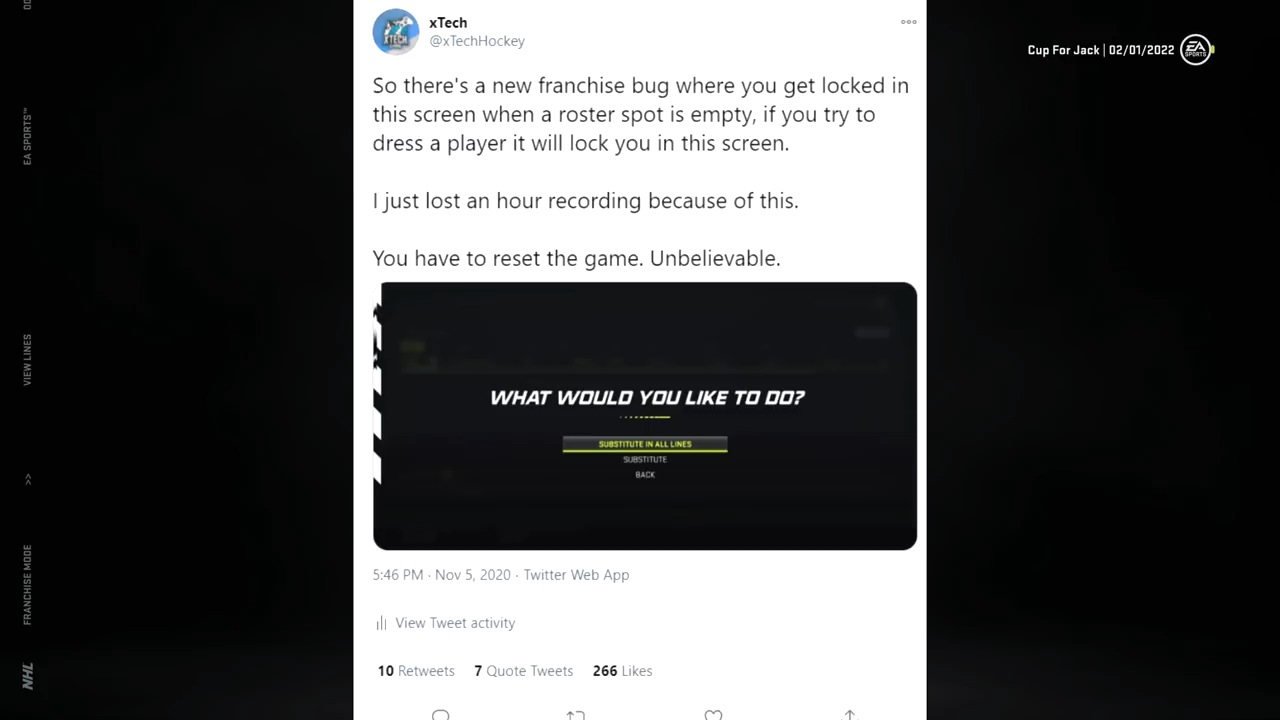 xTech
@xTechHockey
Cup For Jack | 02/01/2022
EA SPORTS
So there's a new franchise bug where you get locked in
this screen when a roster spot is empty, if you try to
dress a player it will lock you in this screen.
I just lost an hour recording because of this.
You have to reset the game. Unbelievable.
WHAT WOULD YOU LIKE TO DO?
SUBSTITUTE IN ALL LINES
SUBSTITUTE
BACK
5:46 PM · Nov 5, 2020 · Twitter Web App
View Tweet activity
10 Retweets 7 Quote Tweets 266 Likes
NHL
FRANCHISE MODE
>>
VIEW LINES
EA SPORTS™